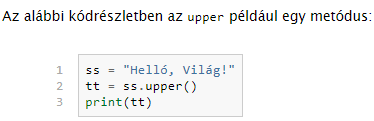 Az alábbi kódrészletben az upper például egy metódus:
1 ss = "Helló, Világ!"
2 tt = ss.upper()
3 print(tt)